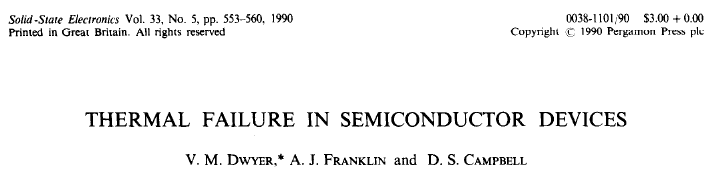 Solid-State Electronics Vol. 33, No. 5, pp. 553–560, 1990
Printed in Great Britain. All rights reserved
0038-1101/90 $3.00 + 0.00
Copyright © 1990 Pergamon Press plc
THERMAL FAILURE IN SEMICONDUCTOR DEVICES
V. M. DWYER,* A. J. FRANKLIN and D. S. CAMPBELL